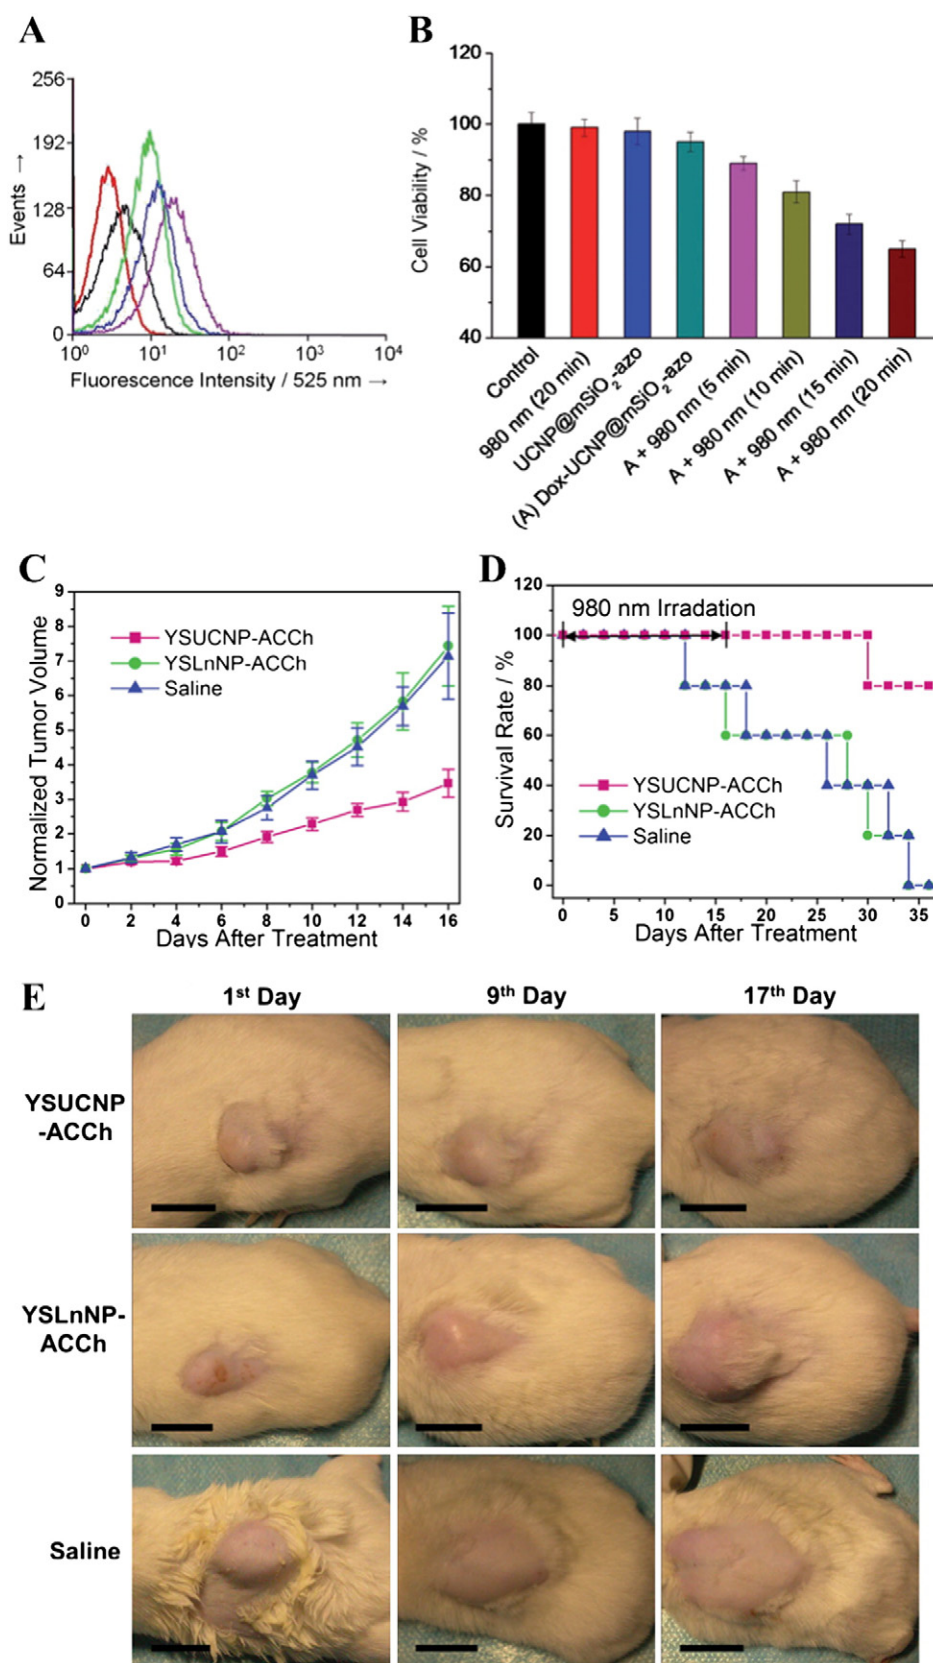 A
256
192
128
64
0
Events →
10⁰ 10¹ 10² 10³ 10⁴
Fluorescence Intensity / 525 nm →
B
120
100
80
60
40
Cell Viability / %
Control
980 nm (20 min)
UCNP@mSiO₂-azo
(A) Dox-UCNP@mSiO₂-azo
A + 980 nm (5 min)
A + 980 nm (10 min)
A + 980 nm (15 min)
A + 980 nm (20 min)
C
9
8
7
6
5
4
3
2
1
0
Normalized Tumor Volume
YSUCNP-ACCh
YSLnNP-ACCh
Saline
0 2 4 6 8 10 12 14 16
Days After Treatment
D
120
100
80
60
40
20
0
Survival Rate / %
980 nm Irradation
YSUCNP-ACCh
YSLnNP-ACCh
Saline
0 5 10 15 20 25 30 35
Days After Treatment
E
1ˢᵗ Day 9ᵗʰ Day 17ᵗʰ Day
YSUCNP
-ACCh
YSLnNP-
ACCh
Saline